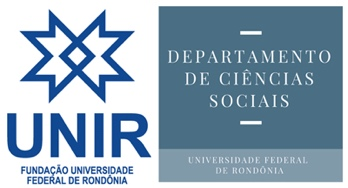 UNIR
FUNDAÇÃO UNIVERSIDADE
FEDERAL DE RONDÔNIA
DEPARTAMENTO
DE CIÊNCIAS
SOCIAIS
UNIVERSIDADE FEDERAL
DE RONDÔNIA